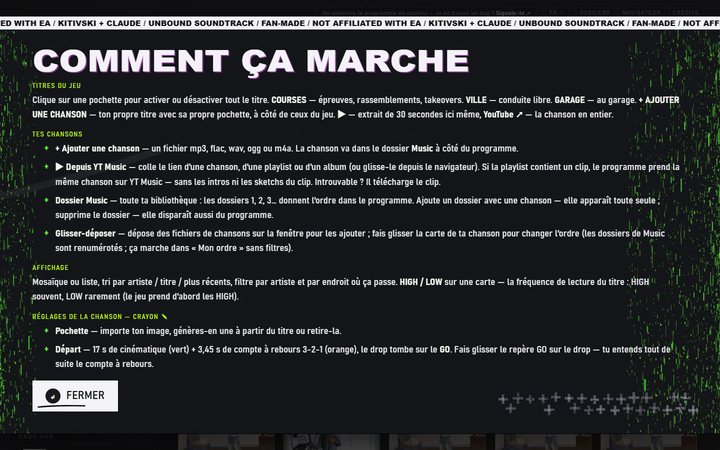 ED WITH EA / KITIVSKI + CLAUDE / UNBOUND SOUNDTRACK / FAN-MADE / NOT AFFILIATED WITH EA / KITIVSKI + CLAUDE / UNBOUND SOUNDTRACK / FAN-MADE / NOT AFF
COMMENT ÇA MARCHE
TITRES DU JEU
Clique sur une pochette pour activer ou désactiver tout le titre. COURSES — épreuves, rassemblements, takeovers. VILLE — conduite libre. GARAGE — au garage. + AJOUTER
UNE CHANSON — ton propre titre avec sa propre pochette, à côté de ceux du jeu. ▶ — extrait de 30 secondes ici même, YouTube ↗ — la chanson en entier.
TES CHANSONS
+ + Ajouter une chanson — un fichier mp3, flac, wav, ogg ou m4a. La chanson va dans le dossier Music à côté du programme.
+ ▶ Depuis YT Music — colle le lien d'une chanson, d'une playlist ou d'un album (ou glisse-le depuis le navigateur). Si la playlist contient un clip, le programme prend la
même chanson sur YT Music — sans les intros ni les sketchs du clip. Introuvable ? Il télécharge le clip.
+ Dossier Music — toute ta bibliothèque : les dossiers 1, 2, 3... donnent l'ordre dans le programme. Ajoute un dossier avec une chanson — elle apparaît toute seule ;
supprime le dossier — elle disparaît aussi du programme.
+ Glisser-déposer — dépose des fichiers de chansons sur la fenêtre pour les ajouter ; fais glisser la carte de ta chanson pour changer l'ordre (les dossiers de Music
sont renumérotés ; ça marche dans « Mon ordre » sans filtres).
AFFICHAGE
Mosaïque ou liste, tri par artiste / titre / plus récents, filtre par artiste et par endroit où ça passe. HIGH / LOW sur une carte — la fréquence de lecture du titre : HIGH
souvent, LOW rarement (le jeu prend d'abord les HIGH).
RÉGLAGES DE LA CHANSON — CRAYON ✎
+ Pochette — importe ton image, génères-en une à partir du titre ou retire-la.
+ Départ — 17 s de cinématique (vert) + 3,45 s de compte à rebours 3-2-1 (orange), le drop tombe sur le GO. Fais glisser le repère GO sur le drop — tu entends tout de
suite le compte à rebours.
FERMER